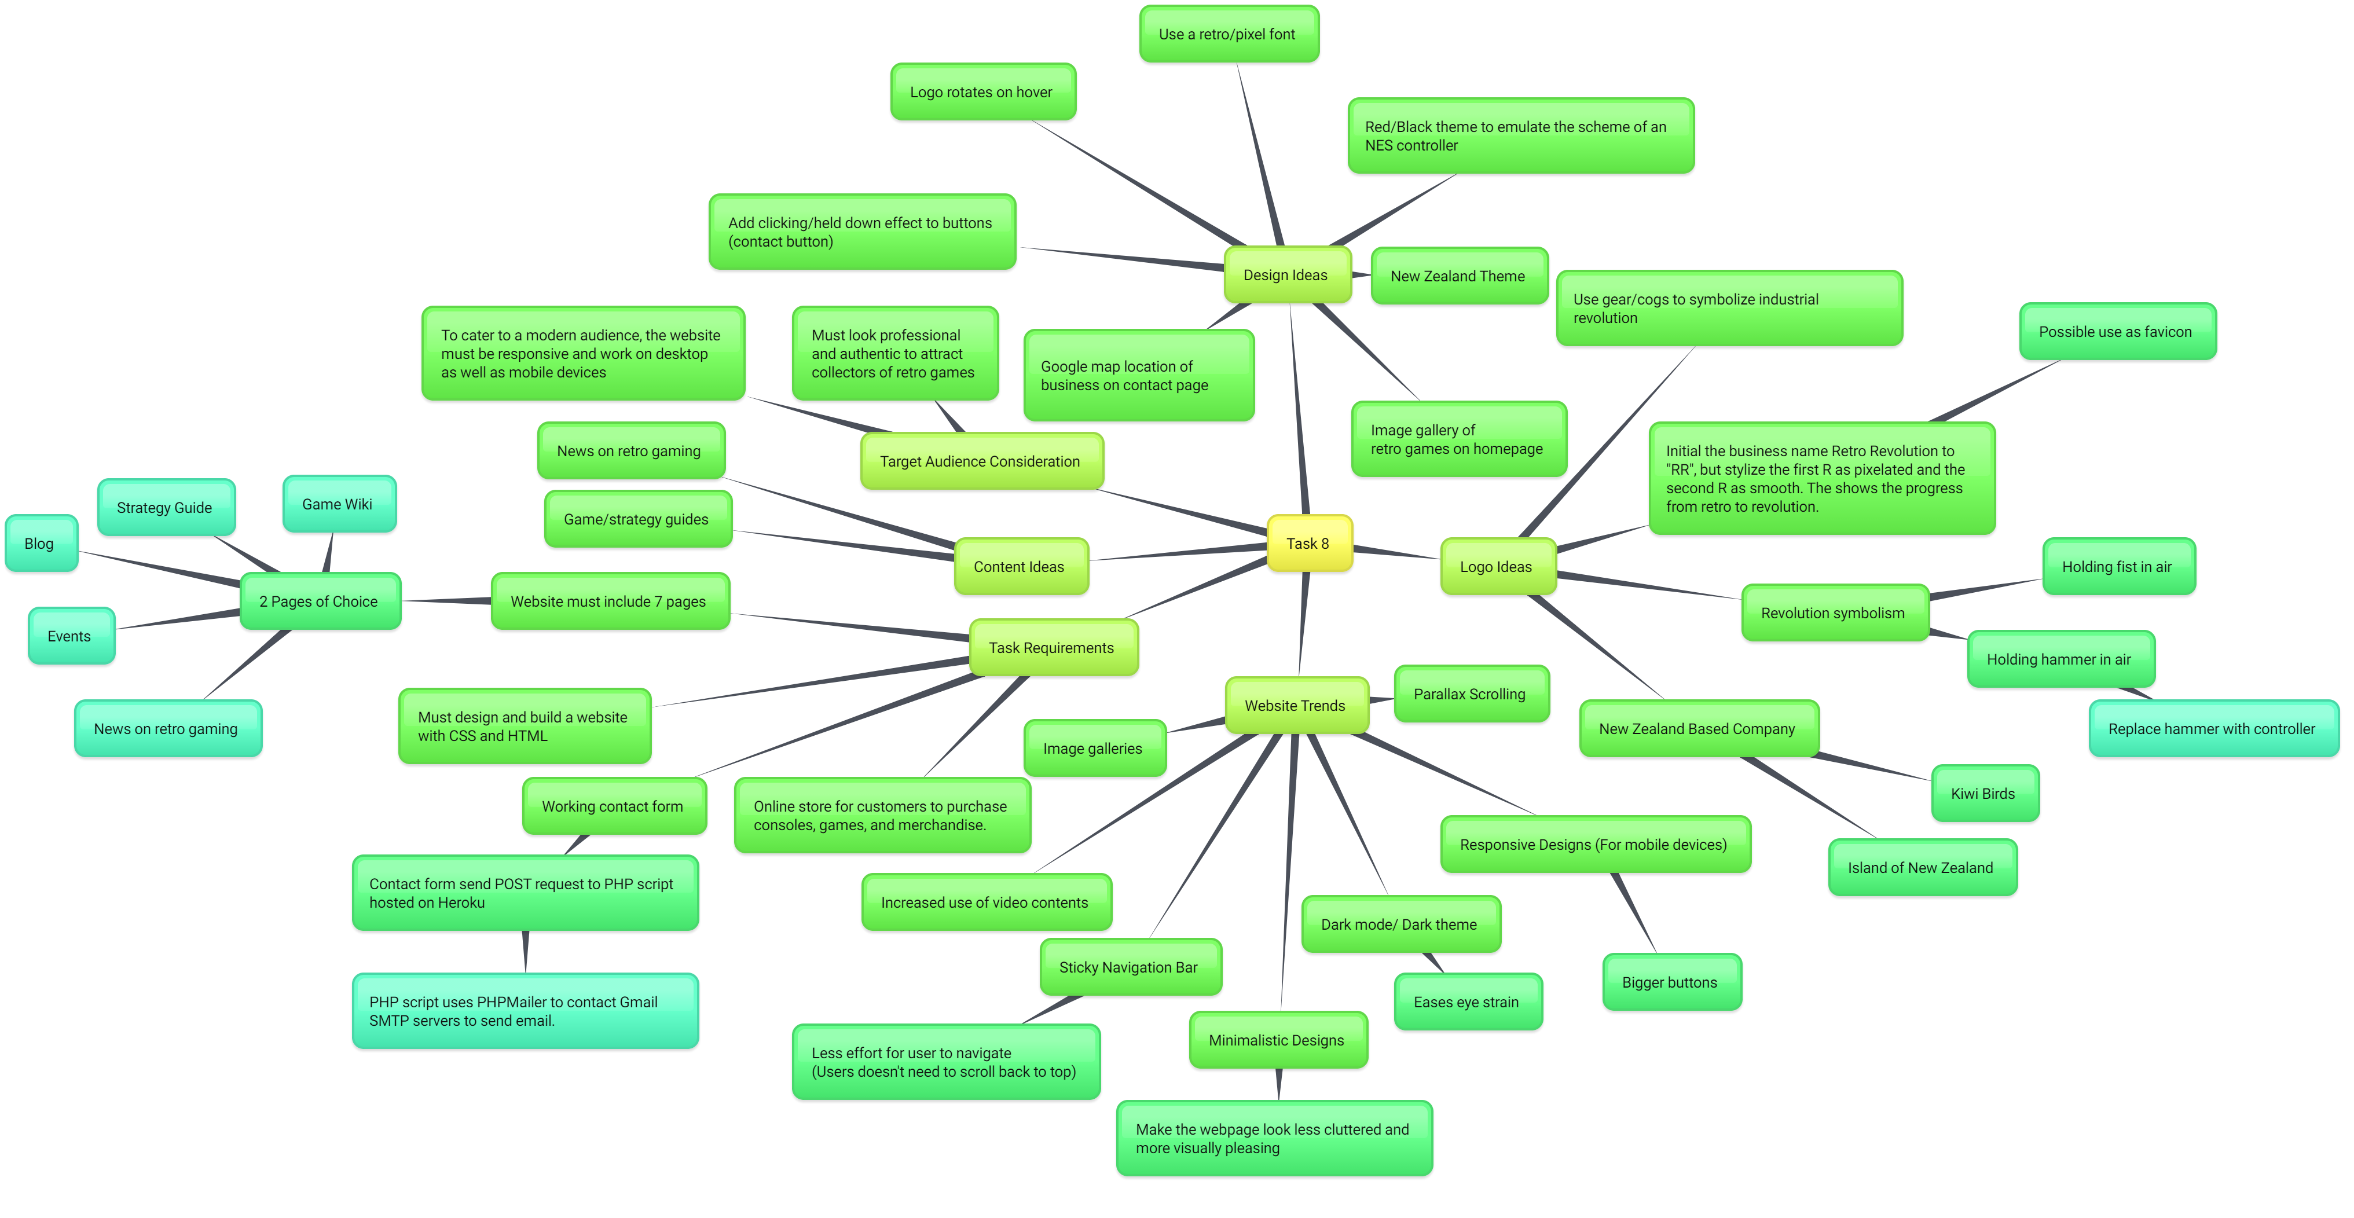 Use a retro/pixel font
Logo rotates on hover
Red/Black theme to emulate the scheme of an
NES controller
Add clicking/held down effect to buttons
(contact button)
Design Ideas
New Zealand Theme
Google map location of
business on contact page
Image gallery of
retro games on homepage
To cater to a modern audience, the website
must be responsive and work on desktop
as well as mobile devices
Must look professional
and authentic to attract
collectors of retro games
Target Audience Consideration
News on retro gaming
Game/strategy guides
Content Ideas
Task 8
Logo Ideas
Use gear/cogs to symbolize industrial
revolution
Possible use as favicon
Initial the business name Retro Revolution to
"RR", but stylize the first R as pixelated and the
second R as smooth. The shows the progress
from retro to revolution.
Revolution symbolism
Holding fist in air
Holding hammer in air
Replace hammer with controller
New Zealand Based Company
Kiwi Birds
Island of New Zealand
Strategy Guide
Game Wiki
Blog
2 Pages of Choice
Events
News on retro gaming
Website must include 7 pages
Task Requirements
Must design and build a website
with CSS and HTML
Working contact form
Online store for customers to purchase
consoles, games, and merchandise.
Contact form send POST request to PHP script
hosted on Heroku
PHP script uses PHPMailer to contact Gmail
SMTP servers to send email.
Website Trends
Parallax Scrolling
Image galleries
Increased use of video contents
Sticky Navigation Bar
Less effort for user to navigate
(Users doesn't need to scroll back to top)
Minimalistic Designs
Make the webpage look less cluttered and
more visually pleasing
Dark mode/ Dark theme
Eases eye strain
Responsive Designs (For mobile devices)
Bigger buttons